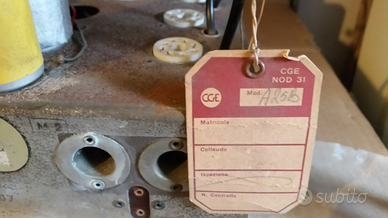 CGE
NOD 31
CGE
Mod. A25B
Matricola
Collaudo
Ispezione
N. Controllo
subito